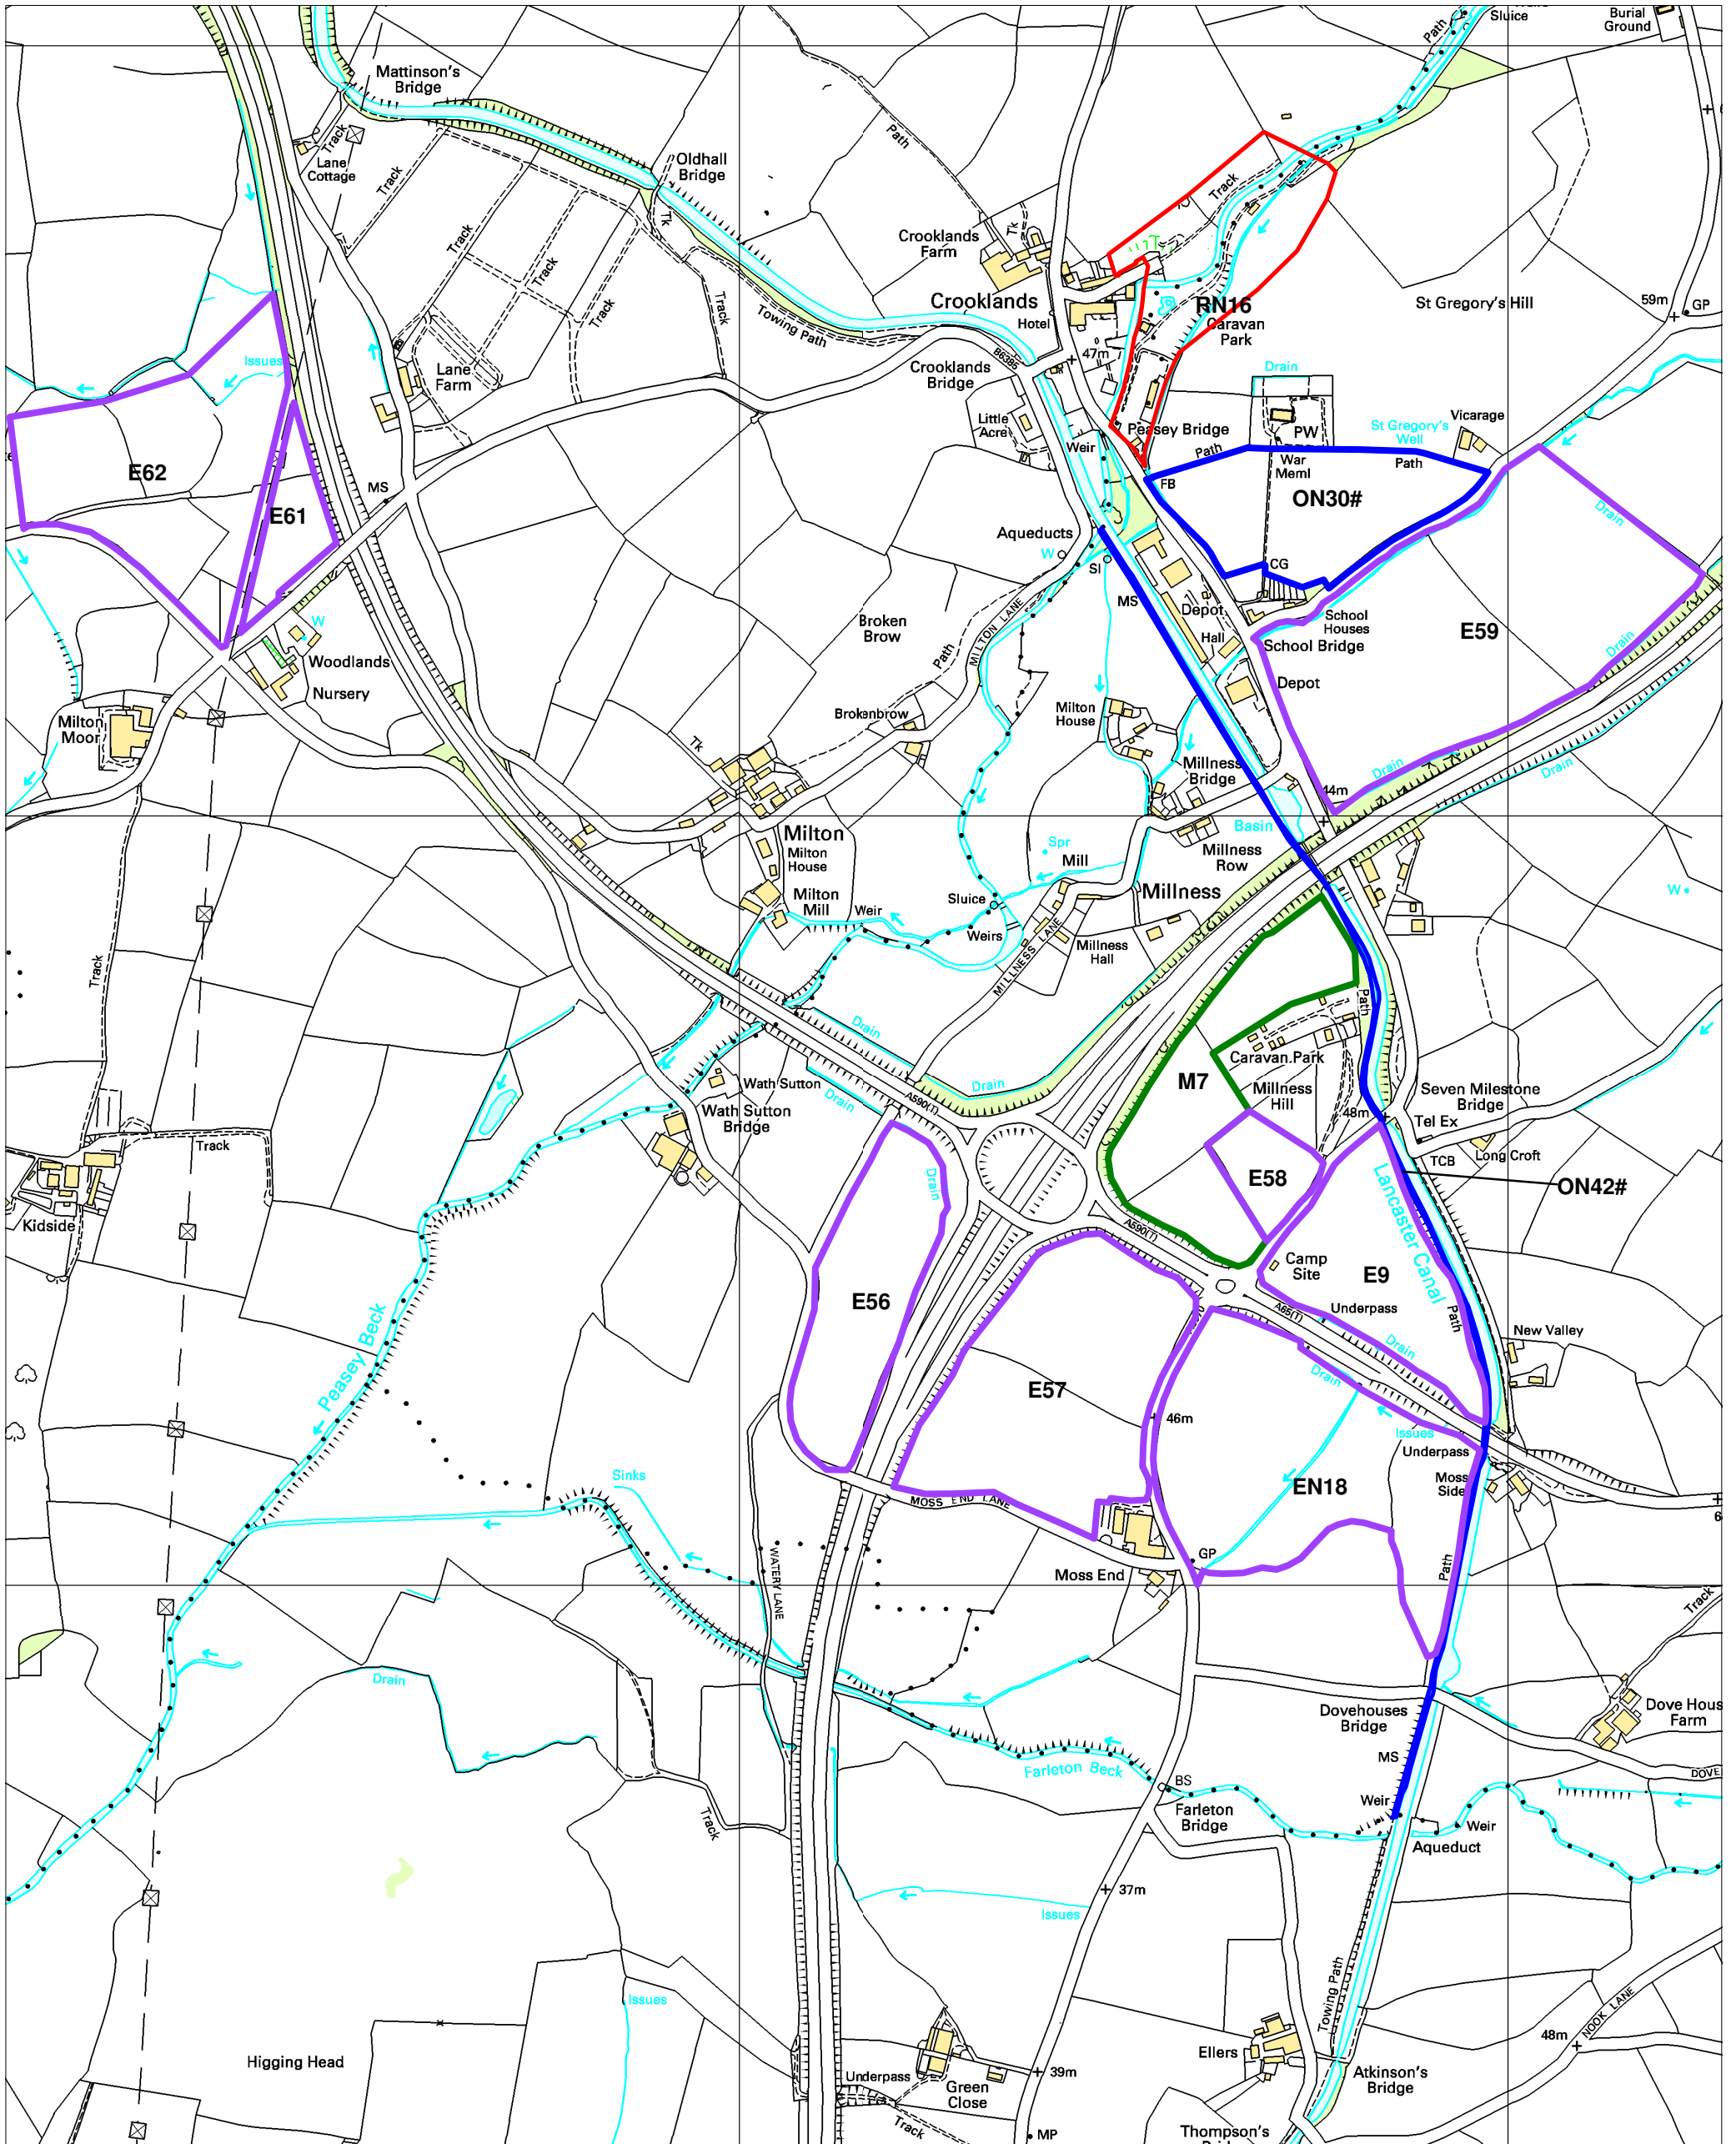 Path
Sluice
Burial
Ground
Mattinson's
Bridge
Track
Lane
Cottage
Track
Path
Oldhall
Bridge
Tk
Track
Track
Track
Track
Track
Crooklands
Farm
Tk
Crooklands
Hotel
RN16
Caravan
Park
St Gregory's Hill
59m
GP
Towing Path
B6385
47m
Issues
Lane
Farm
Crooklands
Bridge
Drain
Little
Acre
Peasey Bridge
PW
St Gregory's
Well
Vicarage
Weir
Path
War
Meml
Path
E62
MS
FB
ON30#
E61
Drain
Aqueducts
W
SI
CG
MS
Depot
School
Houses
MILTON LANE
Broken
Brow
Hall
School Bridge
E59
Drain
W
Woodlands
Nursery
Path
Depot
Milton
Moor
Brokenbrow
Milton
House
Tk
Millness
Bridge
Drain
Drain
44m
Milton
Milton
House
Basin
Spr
Mill
Millness
Row
Milton
Mill
Weir
Sluice
Millness
W
Weirs
MILLNESS LANE
Millness
Hall
Track
Path
Drain
Caravan Park
Wath Sutton
Drain
Drain
A590(T)
M7
Millness
Hill
Seven Milestone
Bridge
Wath Sutton
Bridge
48m
Tel Ex
Track
TCB
Long Croft
Drain
E58
ON42#
Kidside
A590(T)
Lancaster Canal
Camp
Site
E9
E56
Underpass
A65(T)
Path
Drain
New Valley
Peasey Beck
E57
Drain
46m
Issues
Underpass
Moss
Side
Sinks
MOSS END LANE
EN18
GP
WATERY LANE
Moss End
Path
Track
Drain
Dovehouses
Bridge
Dove Hous
Farm
MS
Farleton Beck
BS
DOVE
Weir
Track
Farleton
Bridge
Weir
Aqueduct
37m
Issues
Issues
Towing Path
NOOK LANE
48m
Higging Head
Ellers
Underpass
39m
Green
Close
Atkinson's
Bridge
Track
MP
Thompson's